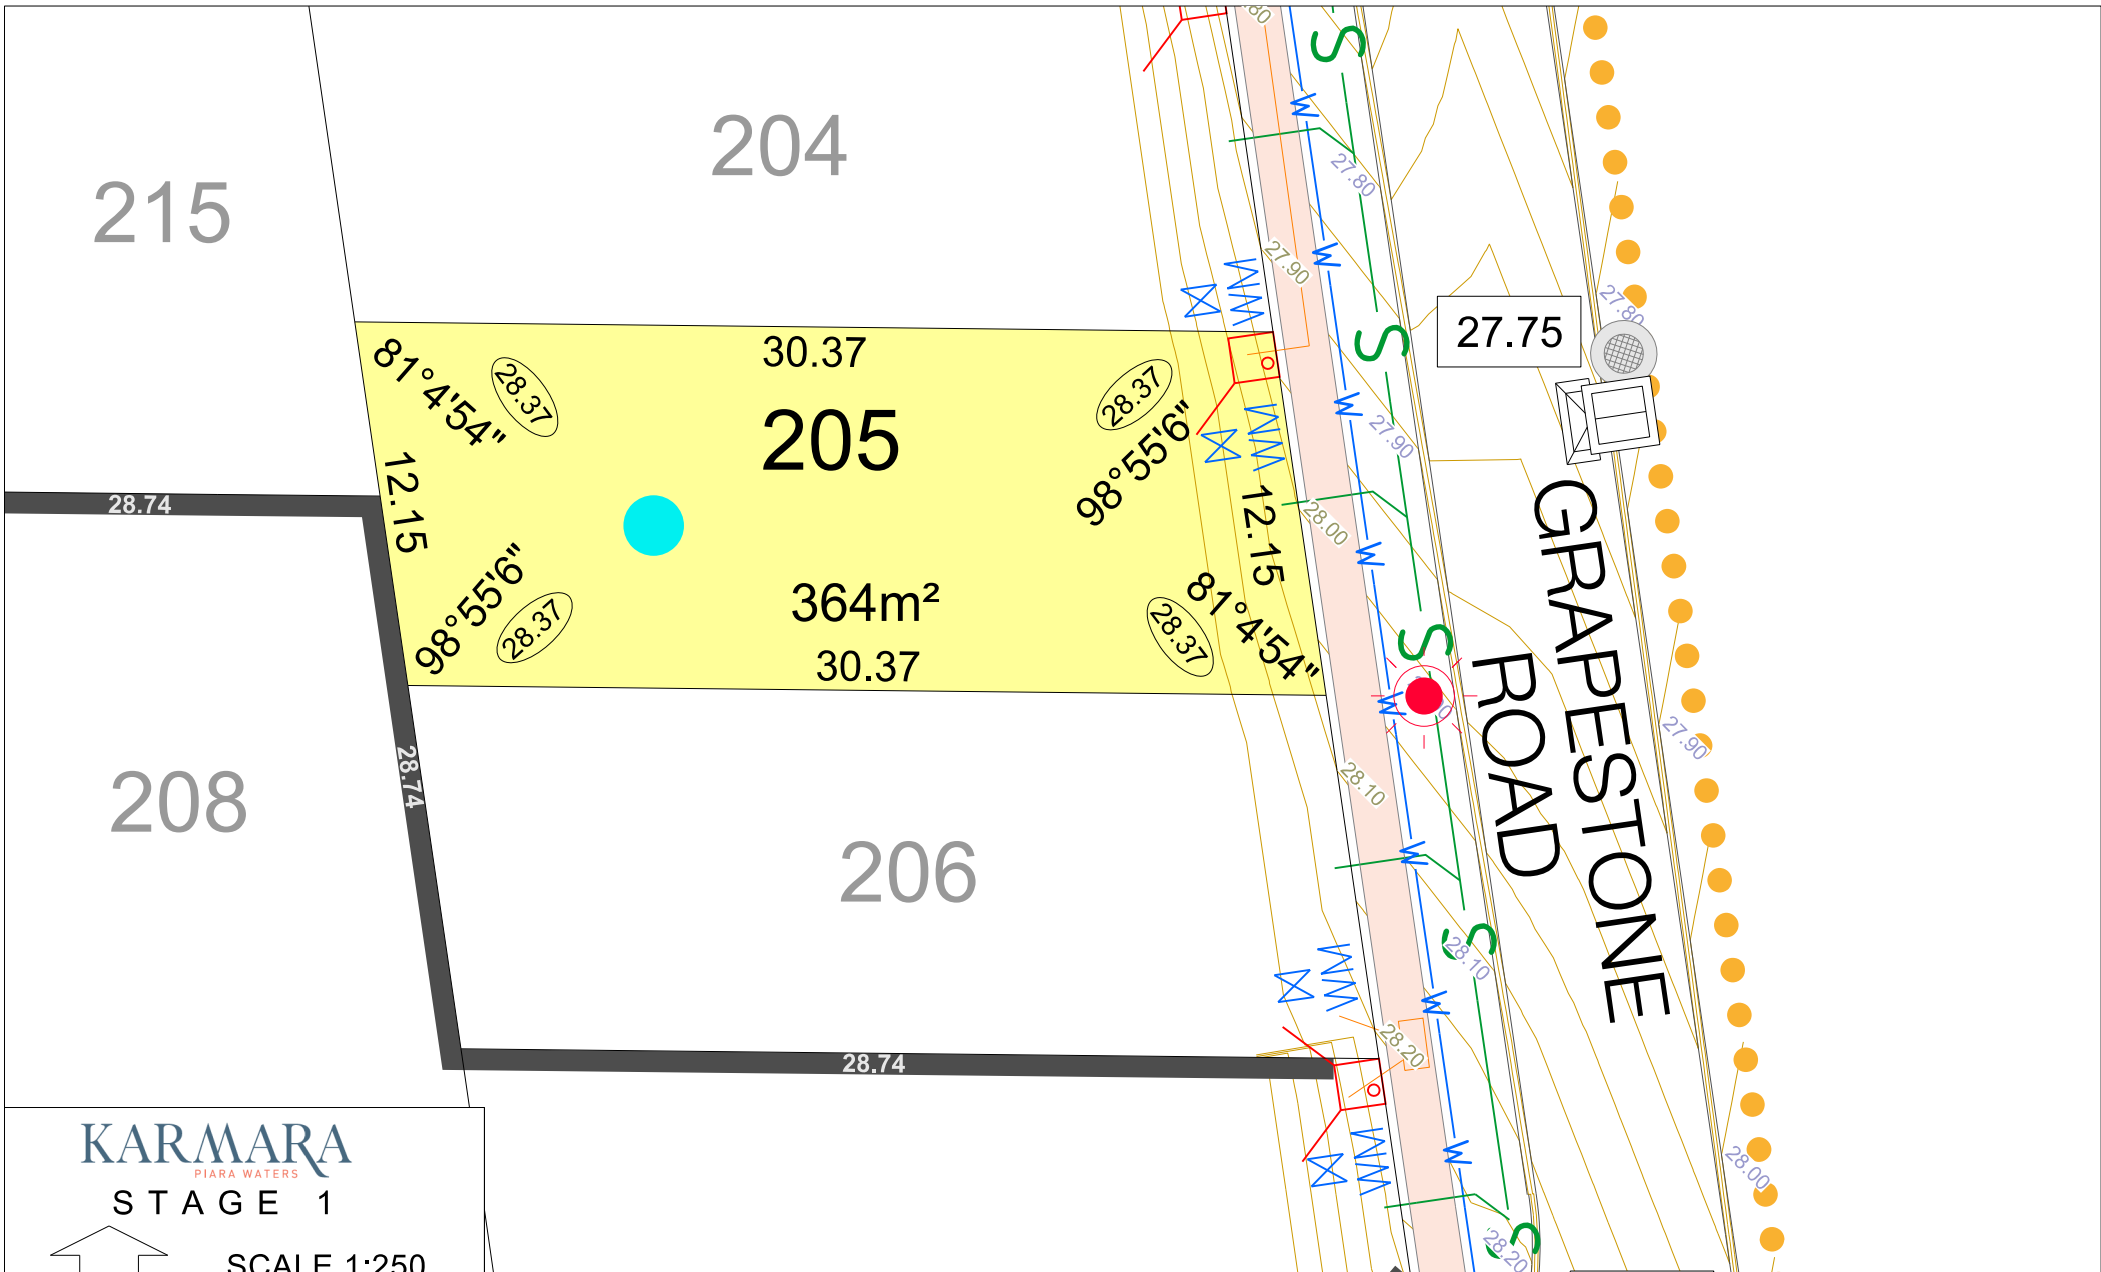 204
215
27.80
27.90
27.80
27.75
30.37
81°4'54"
28.37
28.37
205
98°55'6"
12.15
28.74
27.90
12.15
28.00
364m²
98°55'6"
28.37
28.37
81°4'54"
30.37
GRAPESTONE
ROAD
27.90
28.74
208
28.10
206
28.10
28.20
28.74
KARMARA
PIARA WATERS
STAGE 1
SCALE 1:250
28.00
28.20
S
S
S
S
S
W
W
W
W
W
W
W
W